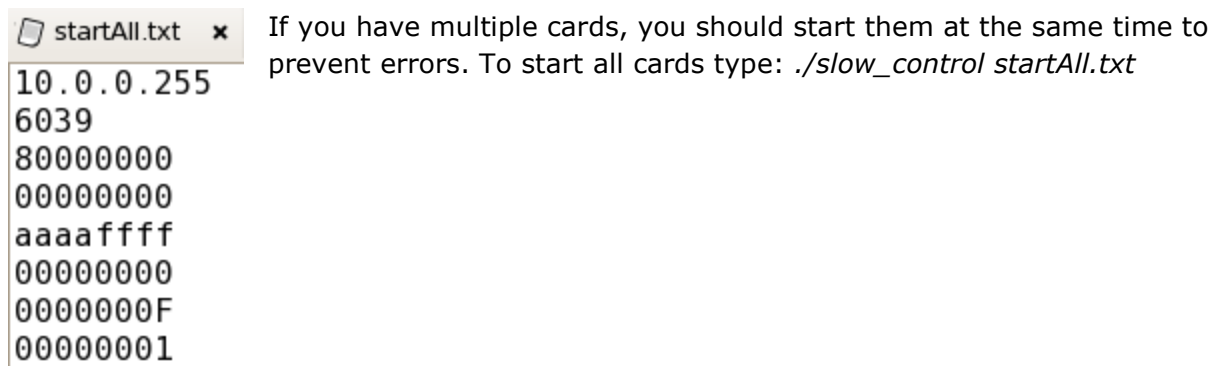 startAll.txt ×
10.0.0.255
6039
80000000
00000000
aaaaffff
00000000
0000000F
00000001
If you have multiple cards, you should start them at the same time to
prevent errors. To start all cards type: ./slow_control startAll.txt